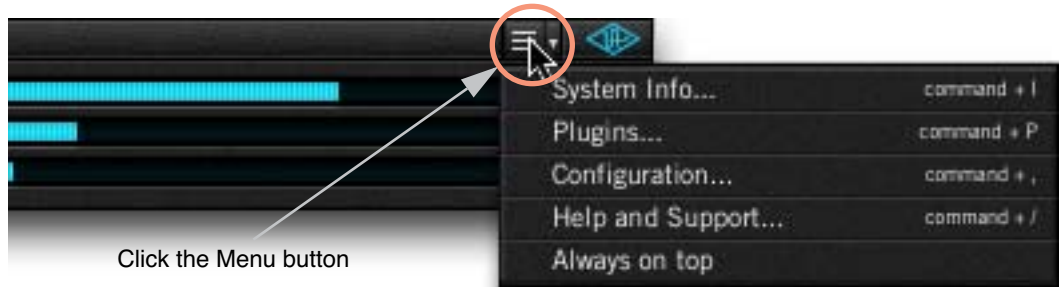 System Info... command + I
Plugins... command + P
Configuration... command + ,
Help and Support... command + /
Always on top
Click the Menu button